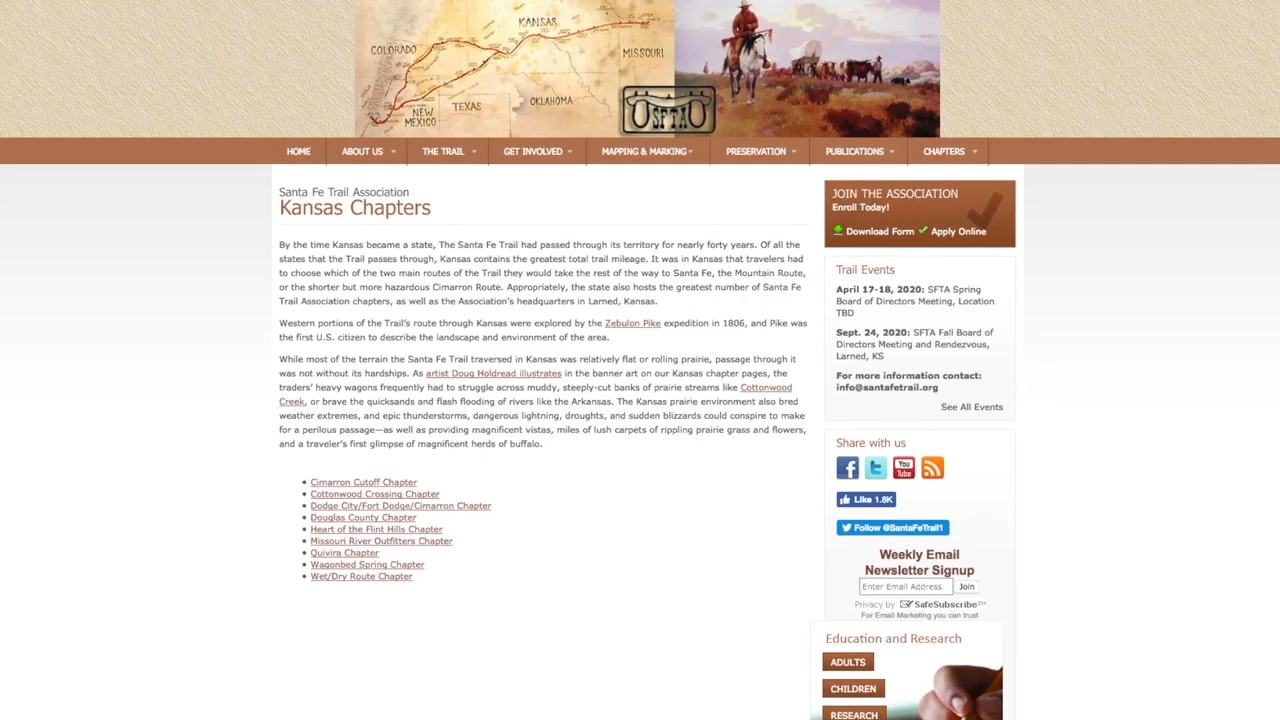 COLORADO
KANSAS
MISSOURI
NEW
MEXICO
TEXAS
OKLAHOMA
SFTA
HOME
ABOUT US
THE TRAIL
GET INVOLVED
MAPPING & MARKING
PRESERVATION
PUBLICATIONS
CHAPTERS
Santa Fe Trail Association
Kansas Chapters
By the time Kansas became a state, The Santa Fe Trail had passed through its territory for nearly forty years. Of all the
states that the Trail passes through, Kansas contains the greatest total trail mileage. It was in Kansas that travelers had
to choose which of the two main routes of the Trail they would take the rest of the way to Santa Fe, the Mountain Route,
or the shorter but more hazardous Cimarron Route. Appropriately, the state also hosts the greatest number of Santa Fe
Trail Association chapters, as well as the Association's headquarters in Larned, Kansas.
Western portions of the Trail's route through Kansas were explored by the Zebulon Pike expedition in 1806, and Pike was
the first U.S. citizen to describe the landscape and environment of the area.
While most of the terrain the Santa Fe Trail traversed in Kansas was relatively flat or rolling prairie, passage through it
was not without its hardships. As artist Doug Holdread illustrates in the banner art on our Kansas chapter pages, the
traders' heavy wagons frequently had to struggle across muddy, steeply-cut banks of prairie streams like Cottonwood
Creek, or brave the quicksands and flash flooding of rivers like the Arkansas. The Kansas prairie environment also bred
weather extremes, and epic thunderstorms, dangerous lightning, droughts, and sudden blizzards could conspire to make
for a perilous passage—as well as providing magnificent vistas, miles of lush carpets of rippling prairie grass and flowers,
and a traveler's first glimpse of magnificent herds of buffalo.
• Cimarron Cutoff Chapter
• Cottonwood Crossing Chapter
• Dodge City/Fort Dodge/Cimarron Chapter
• Douglas County Chapter
• Heart of the Flint Hills Chapter
• Missouri River Outfitters Chapter
• Quivira Chapter
• Wagonbed Spring Chapter
• Wet/Dry Route Chapter
JOIN THE ASSOCIATION
Enroll Today!
Download Form Apply Online
Trail Events
April 17-18, 2020: SFTA Spring
Board of Directors Meeting, Location
TBD
Sept. 24, 2020: SFTA Fall Board of
Directors Meeting and Rendezvous,
Larned, KS
For more information contact:
info@santafetrail.org
See All Events
Share with us
You
Tube
Like 1.8K
Follow @SantaFeTrail1
Weekly Email
Newsletter Signup
Enter Email Address
Join
Privacy by SafeSubscribe SM
For Email Marketing you can trust
Education and Research
ADULTS
CHILDREN
RESEARCH